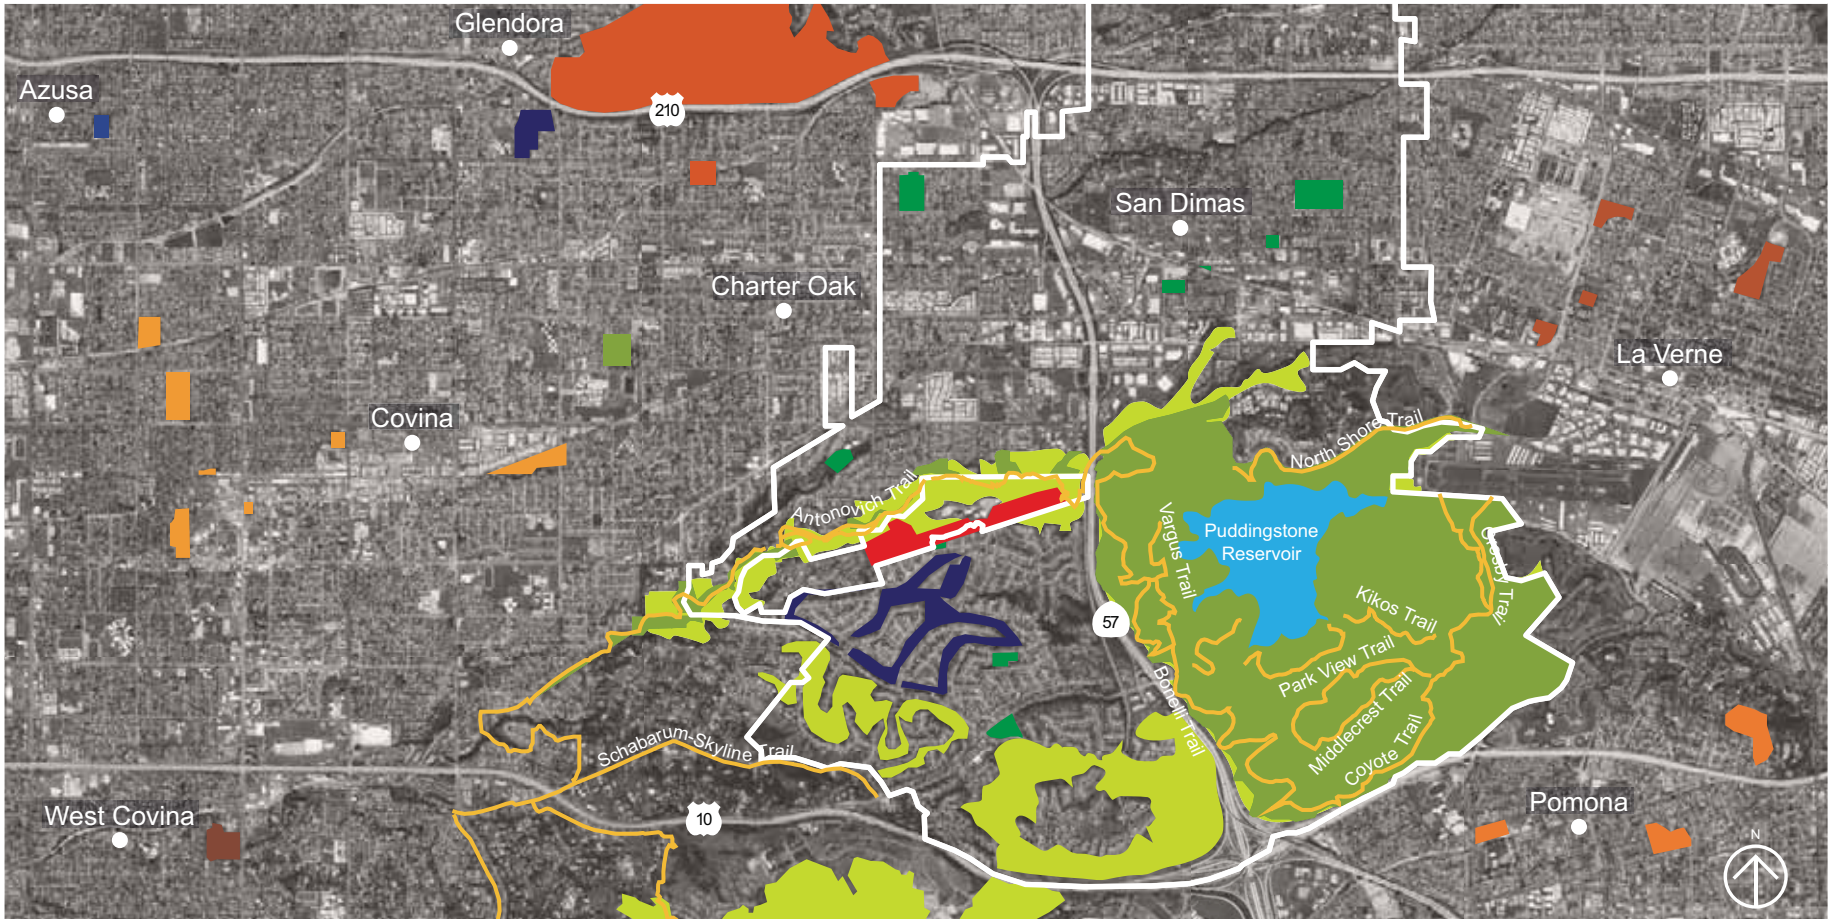 Glendora
Azusa
210
San Dimas
Charter Oak
La Verne
Covina
North Shore Trail
Antonovich Trail
Puddingstone
Reservoir
Vargus Trail
Crosby Trail
Kikos Trail
57
Park View Trail
Bonelli Trail
Middlecrest Trail
Coyote Trail
Schabarum-Skyline Trail
West Covina
10
Pomona
N